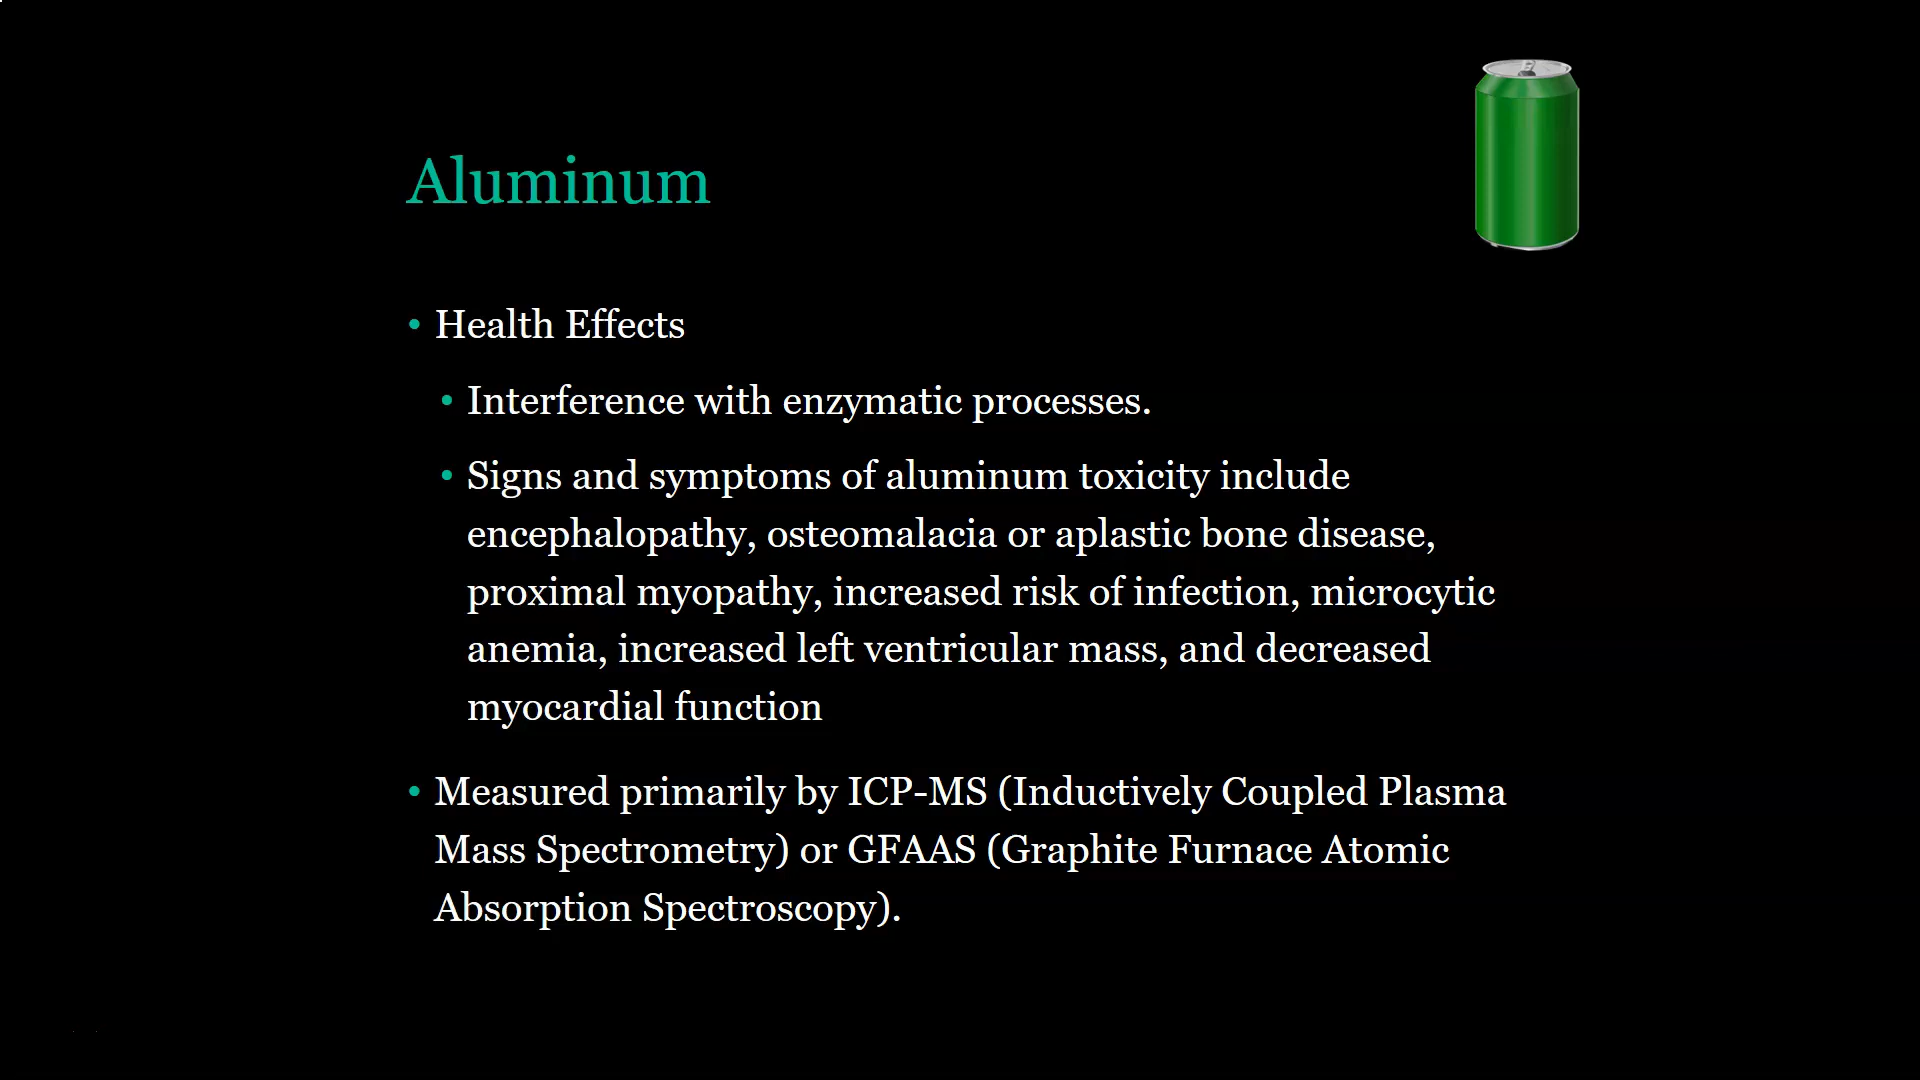 Aluminum
• Health Effects
• Interference with enzymatic processes.
• Signs and symptoms of aluminum toxicity include
encephalopathy, osteomalacia or aplastic bone disease,
proximal myopathy, increased risk of infection, microcytic
anemia, increased left ventricular mass, and decreased
myocardial function
• Measured primarily by ICP-MS (Inductively Coupled Plasma
Mass Spectrometry) or GFAAS (Graphite Furnace Atomic
Absorption Spectroscopy).